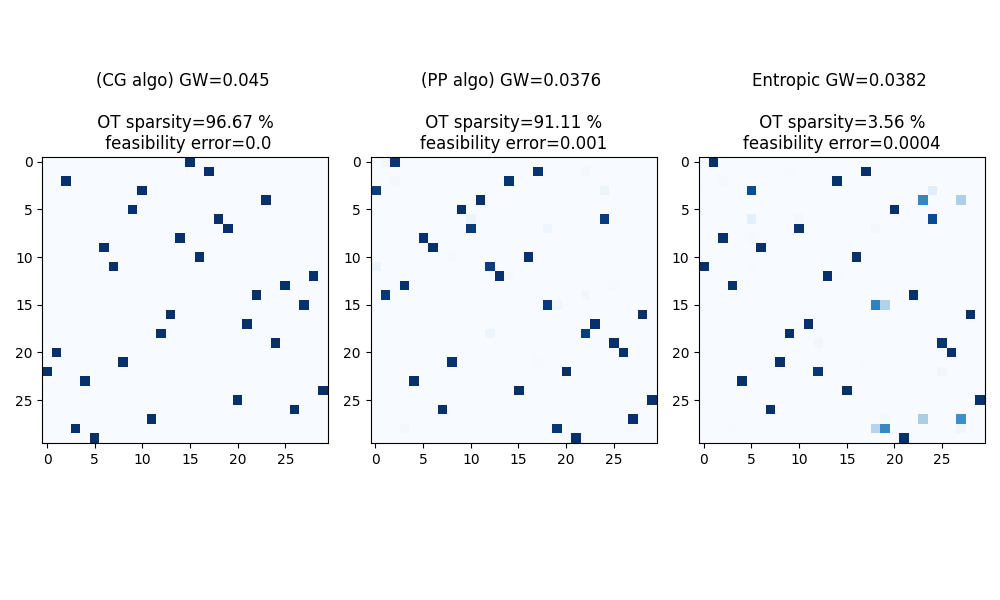 (CG algo) GW=0.045
OT sparsity=96.67 %
feasibility error=0.0
0
5
10
15
20
25
0 5 10 15 20 25
(PP algo) GW=0.0376
OT sparsity=91.11 %
feasibility error=0.001
0
5
10
15
20
25
0 5 10 15 20 25
Entropic GW=0.0382
OT sparsity=3.56 %
feasibility error=0.0004
0
5
10
15
20
25
0 5 10 15 20 25